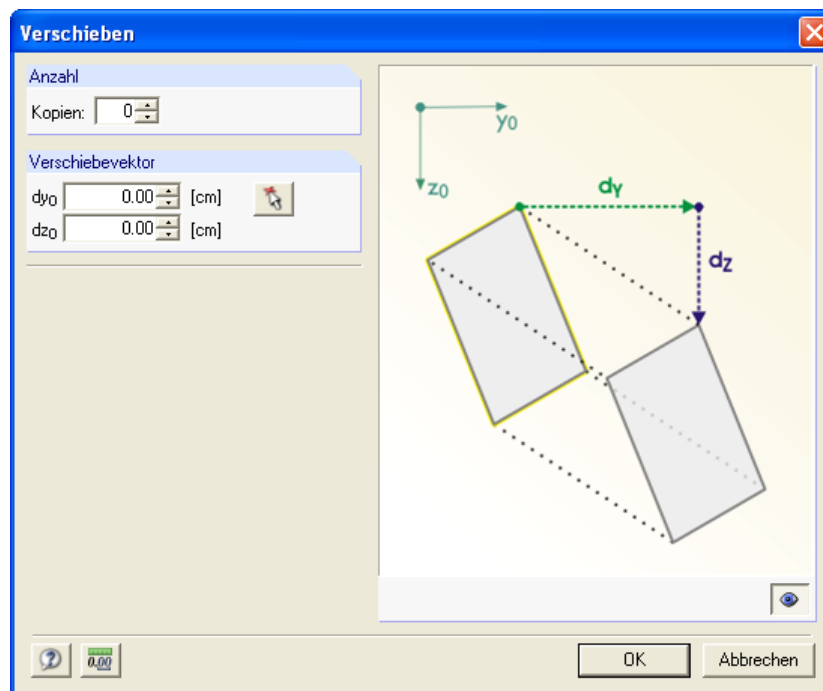 Verschieben
Anzahl
Kopien: 0
Verschiebevektor
dy0 0.00 [cm]
dz0 0.00 [cm]
y0
z0
dY
dZ
0.00
OK
Abbrechen